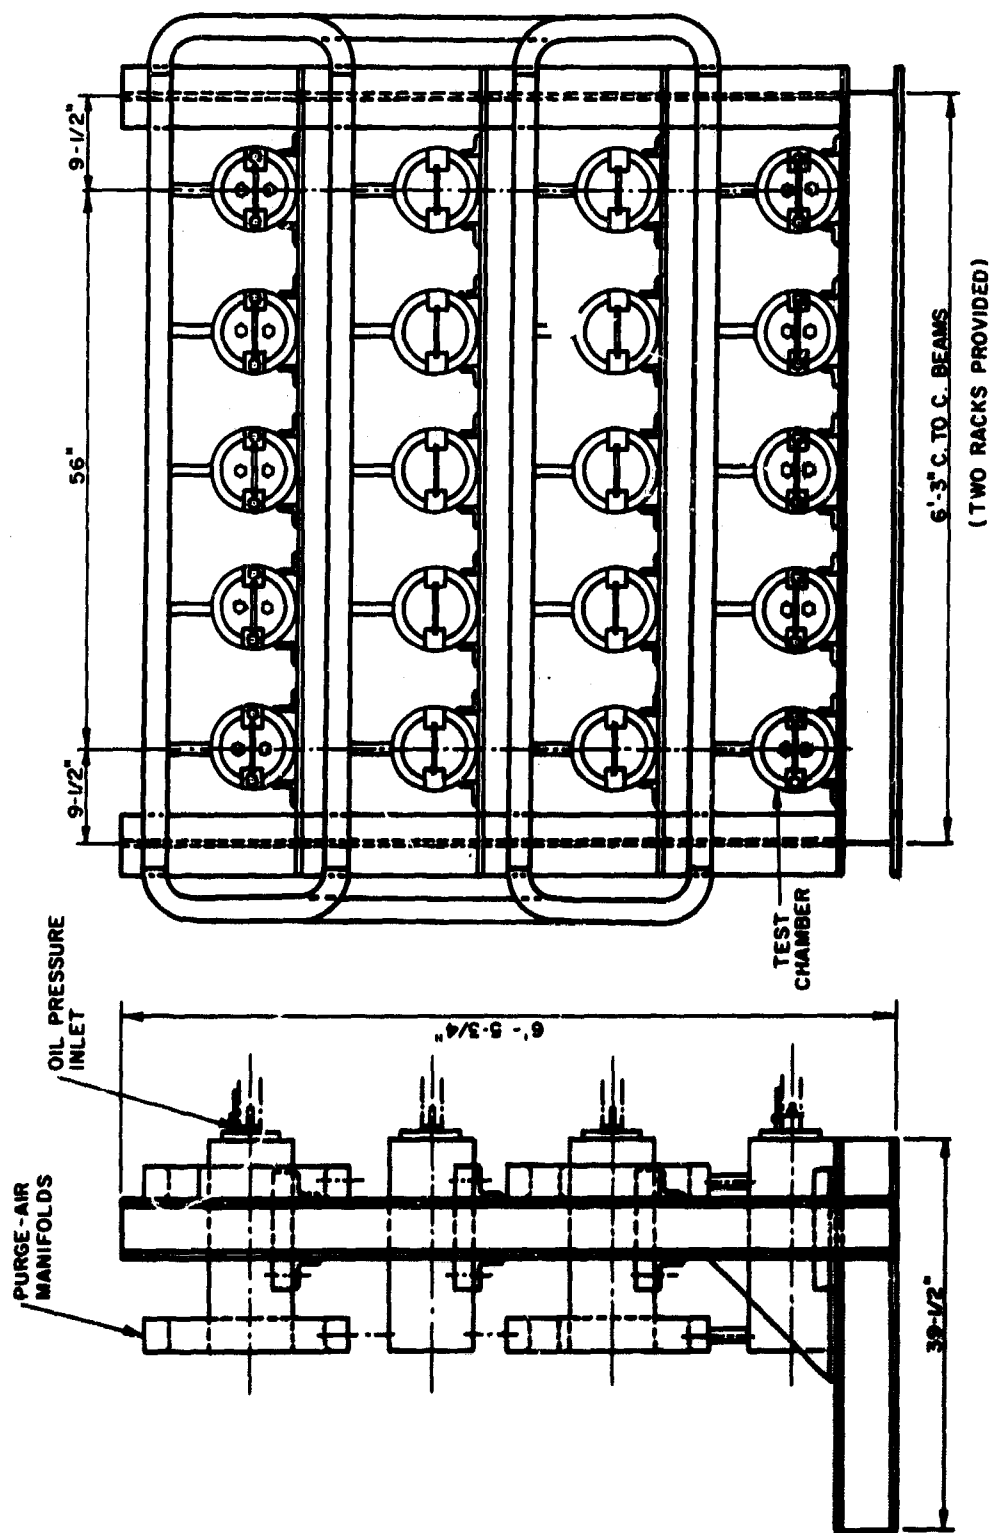 PURGE-AIR
MANIFOLDS
OIL PRESSURE
INLET
6'-5-3/4"
39-1/2"
9-1/2"
56"
9-1/2"
TEST
CHAMBER
6'-3" C. TO C. BEAMS
(TWO RACKS PROVIDED)